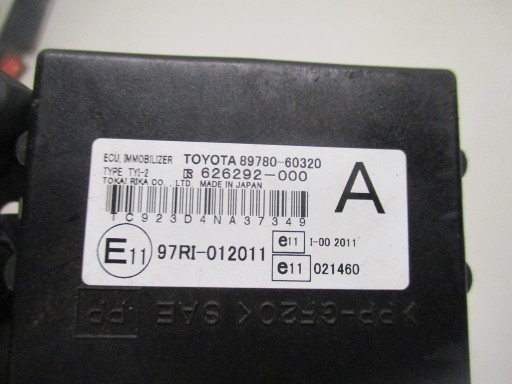 ECU, IMMOBILIZER TOYOTA 89780-60320
TYPE TYI-2 626292-000
TOKAI RIKA CO., LTD. MADE IN JAPAN
A
TC923D4NA37349
E11 97RI-012011
e11 I-00 2011
e11 021460
>PP-GF20< SAE PP